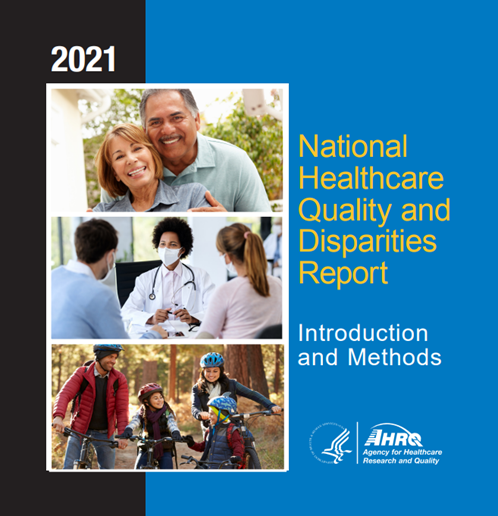 2021
National
Healthcare
Quality and
Disparities
Report
Introduction
and Methods
AHRQ
Agency for Healthcare
Research and Quality